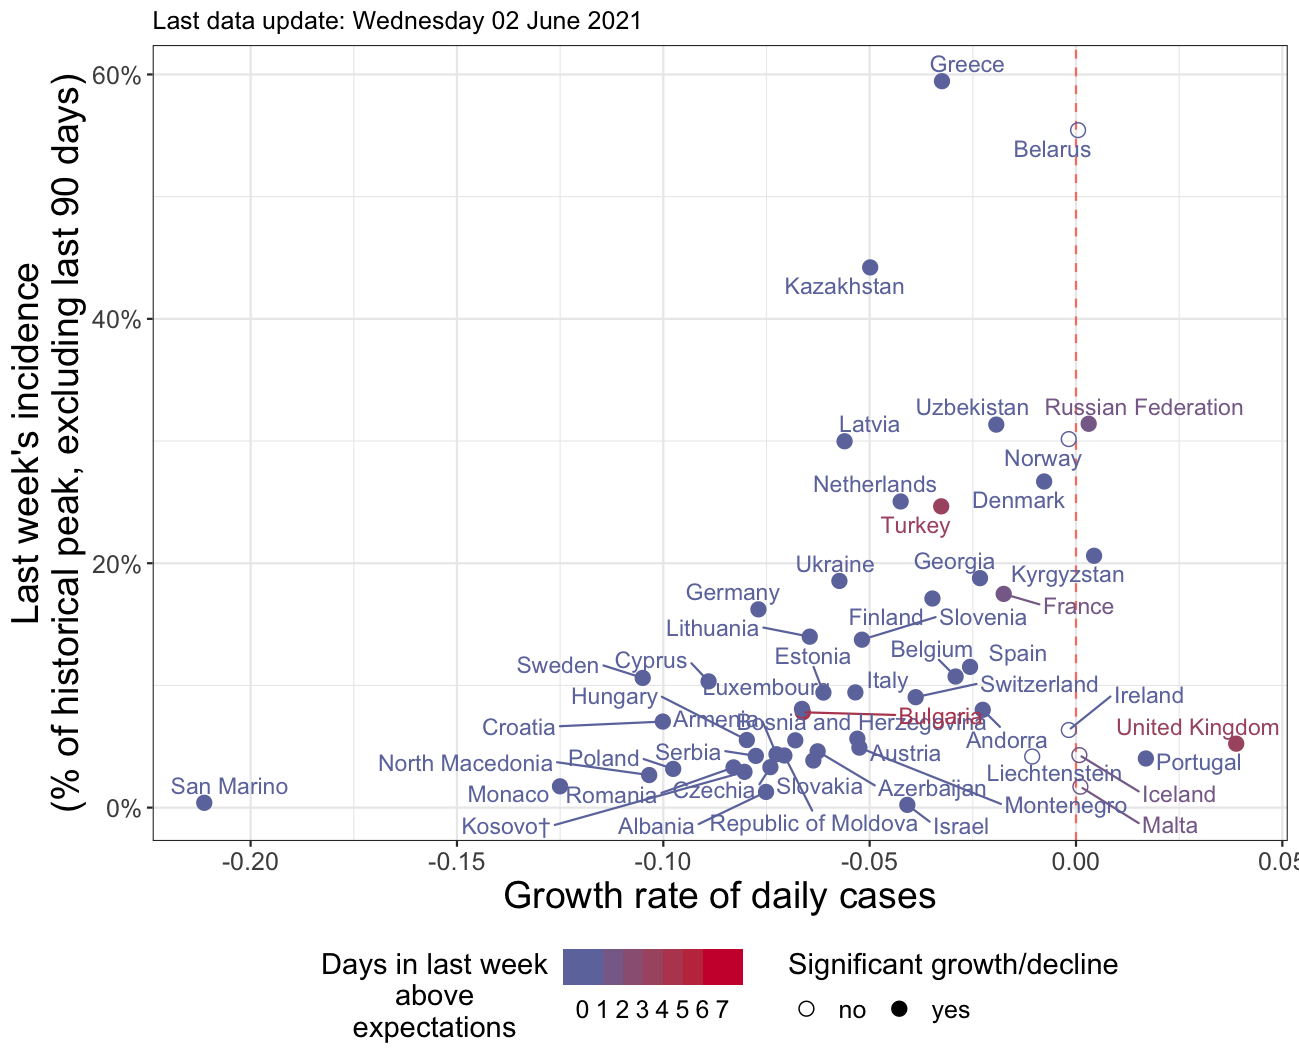 Last data update: Wednesday 02 June 2021
Last week's incidence
(% of historical peak, excluding last 90 days)
60%
40%
20%
0%
Greece
Belarus
Kazakhstan
Uzbekistan
Russian Federation
Latvia
Norway
Netherlands
Denmark
Turkey
Ukraine
Georgia
Kyrgyzstan
Germany
France
Finland
Slovenia
Lithuania
Belgium
Spain
Estonia
Sweden
Cyprus
Italy
Switzerland
Luxembourg
Hungary
Ireland
Bulgaria
Armenia
Bosnia and Herzegovina
Croatia
United Kingdom
Andorra
Serbia
Austria
Poland
North Macedonia
Portugal
Liechtenstein
San Marino
Slovakia
Azerbaijan
Czechia
Monaco
Romania
Iceland
Montenegro
Kosovo†
Albania
Republic of Moldova
Israel
Malta
-0.20
-0.15
-0.10
-0.05
0.00
0.05
Growth rate of daily cases
Days in last week
above
expectations
0 1 2 3 4 5 6 7
Significant growth/decline
no
yes